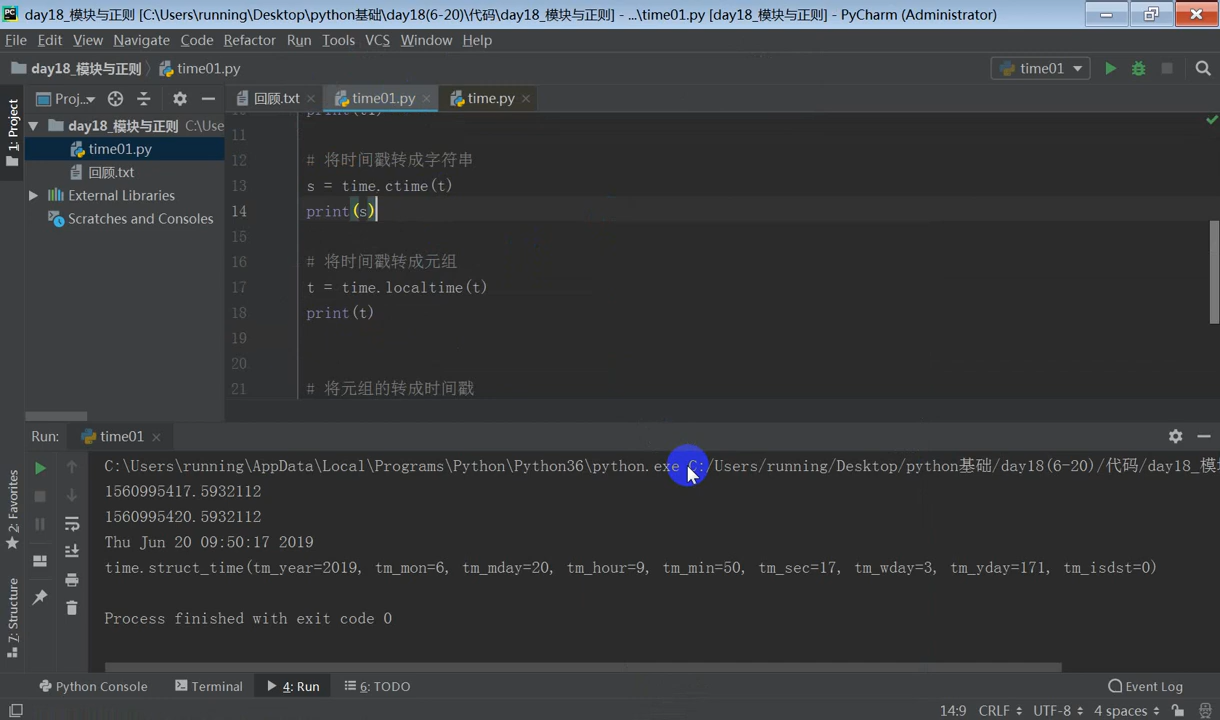 day18_模块与正则 [C:\Users\running\Desktop\python基础\day18(6-20)\代码\day18_模块与正则] - ...\time01.py [day18_模块与正则] - PyCharm (Administrator)
File Edit View Navigate Code Refactor Run Tools VCS Window Help
day18_模块与正则 time01.py time01
1: Project
Proj.. 回顾.txt time01.py time.py
day18_模块与正则 C:\Use
time01.py
回顾.txt
External Libraries
Scratches and Consoles
10 print(t1)
11
12 # 将时间戳转成字符串
13 s = time.ctime(t)
14 print(s)
15
16 # 将时间戳转成元组
17 t = time.localtime(t)
18 print(t)
19
20
21 # 将元组的转成时间戳
Run: time01
C:\Users\running\AppData\Local\Programs\Python\Python36\python.exe C:/Users/running/Desktop/python基础/day18(6-20)/代码/day18_模块
1560995417.5932112
1560995420.5932112
Thu Jun 20 09:50:17 2019
time.struct_time(tm_year=2019, tm_mon=6, tm_mday=20, tm_hour=9, tm_min=50, tm_sec=17, tm_wday=3, tm_yday=171, tm_isdst=0)
Process finished with exit code 0
2: Favorites
7: Structure
Python Console Terminal 4: Run 6: TODO Event Log
14:9 CRLF UTF-8 4 spaces